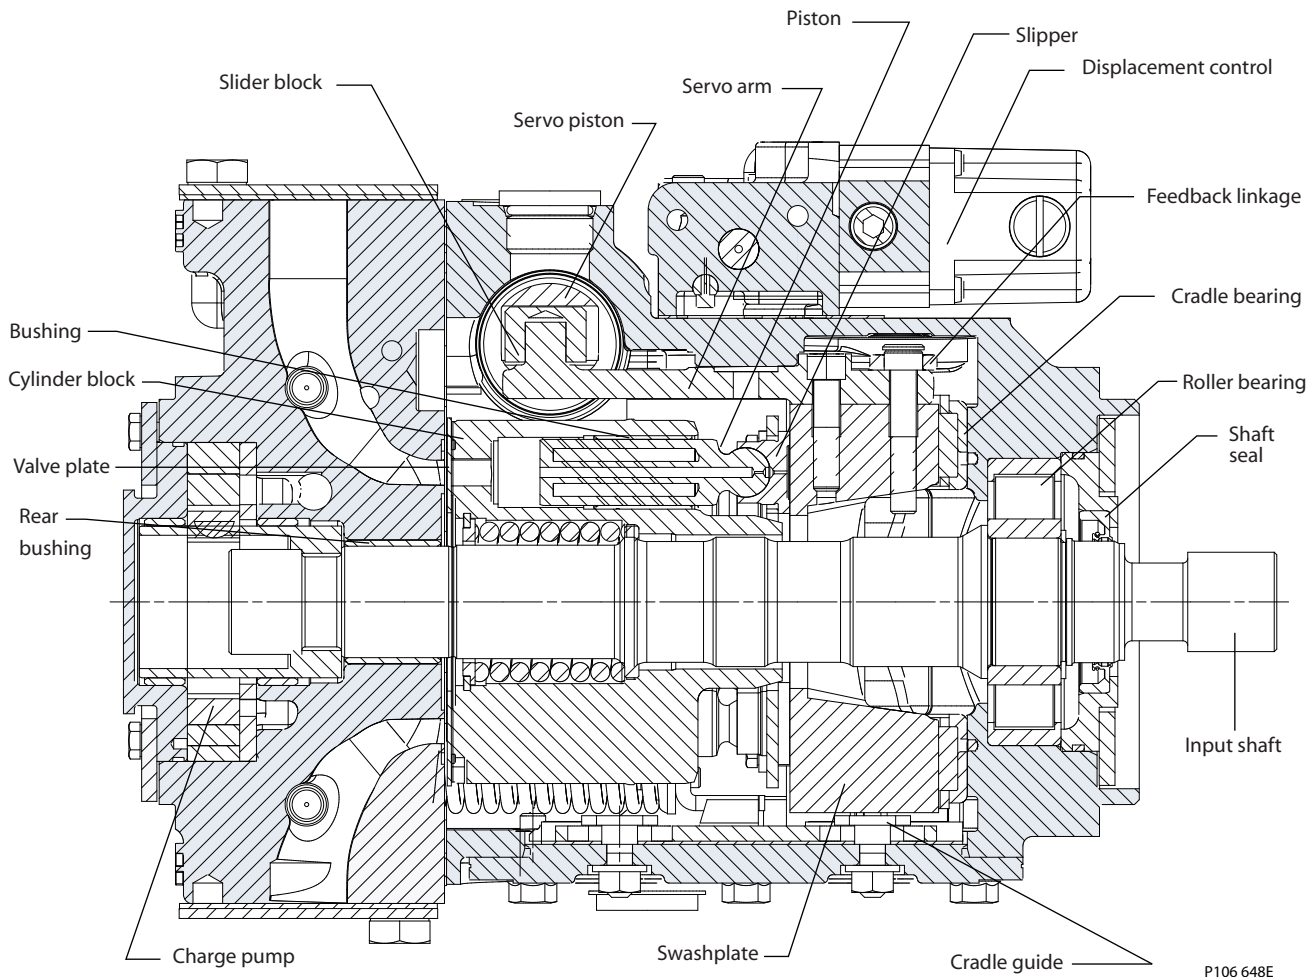 Piston
Slipper
Displacement control
Slider block
Servo arm
Servo piston
Feedback linkage
Cradle bearing
Bushing
Cylinder block
Roller bearing
Shaft
seal
Valve plate
Rear
bushing
Input shaft
Charge pump
Swashplate
Cradle guide
P106 648E